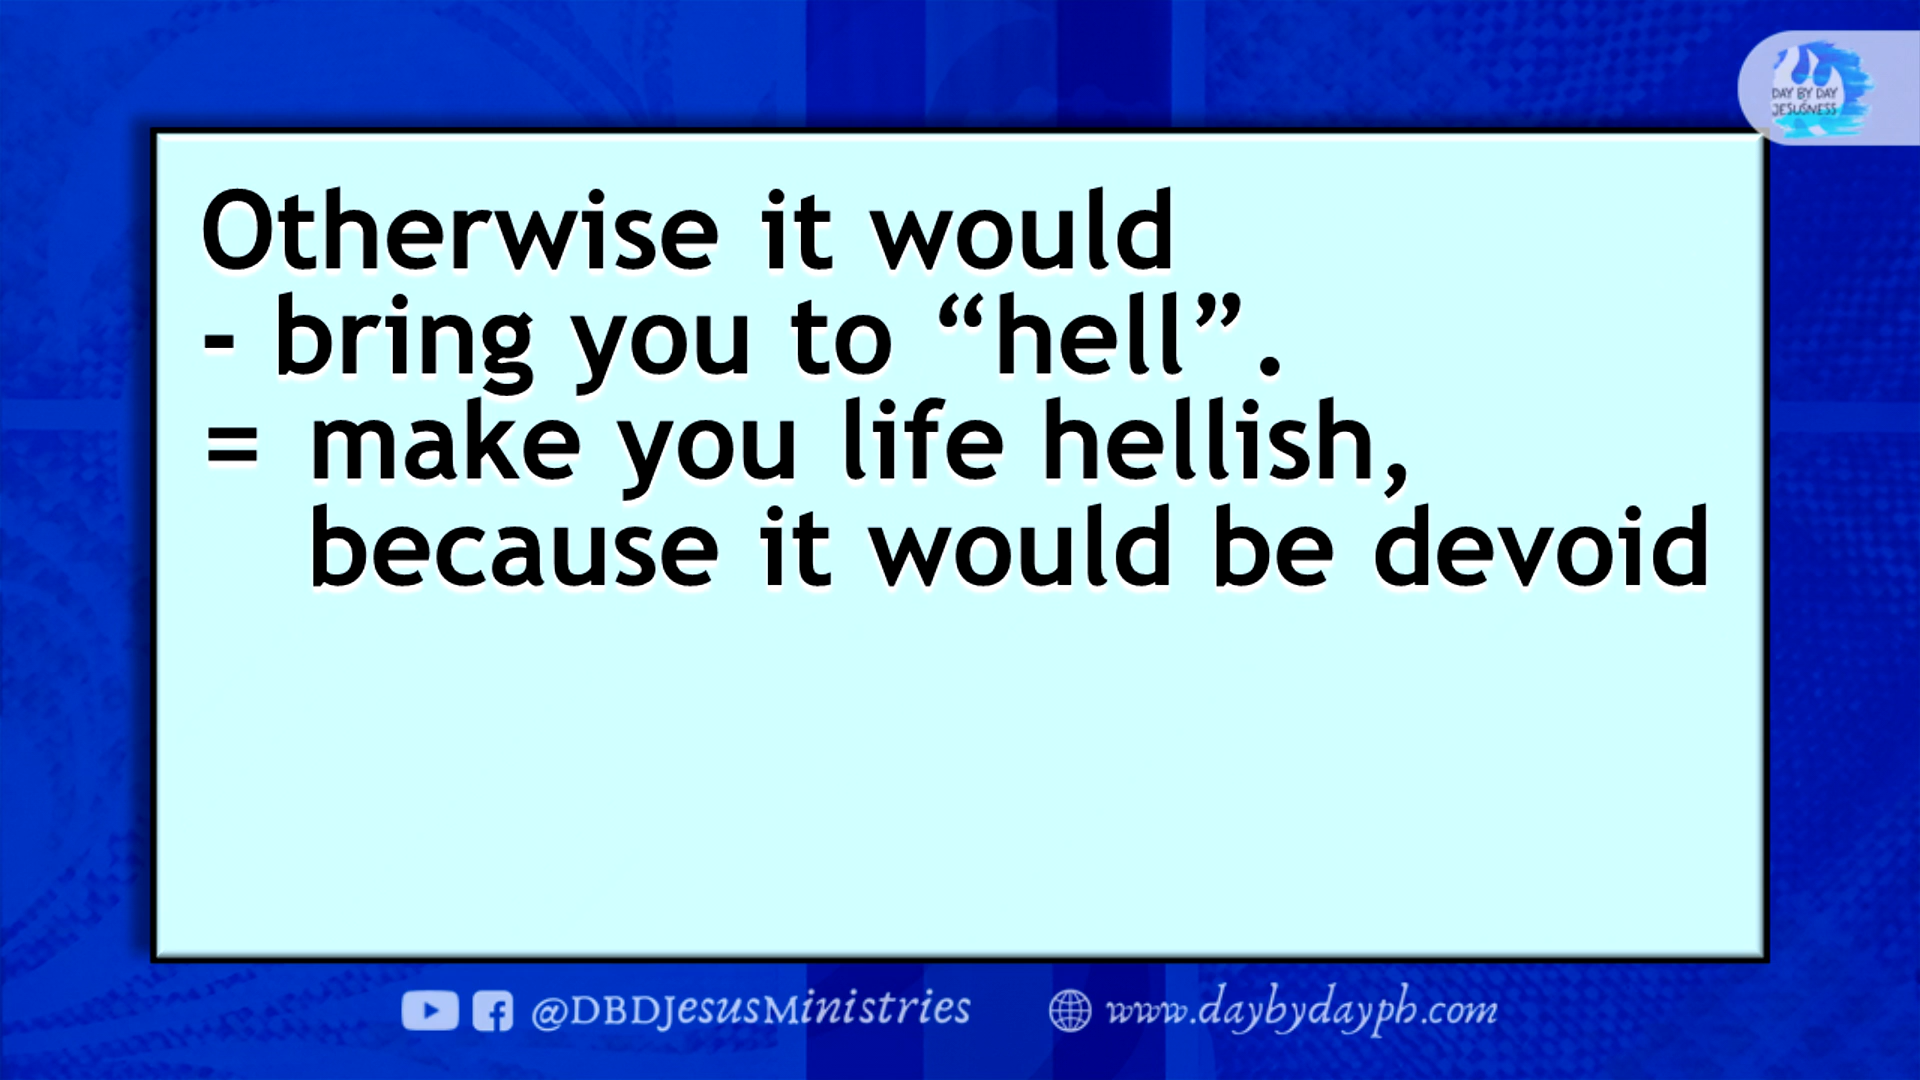 DAY BY DAY
JESUSNESS
Otherwise it would
- bring you to “hell”.
= make you life hellish,
because it would be devoid
@DBDJesusMinistries
www.daybydayph.com